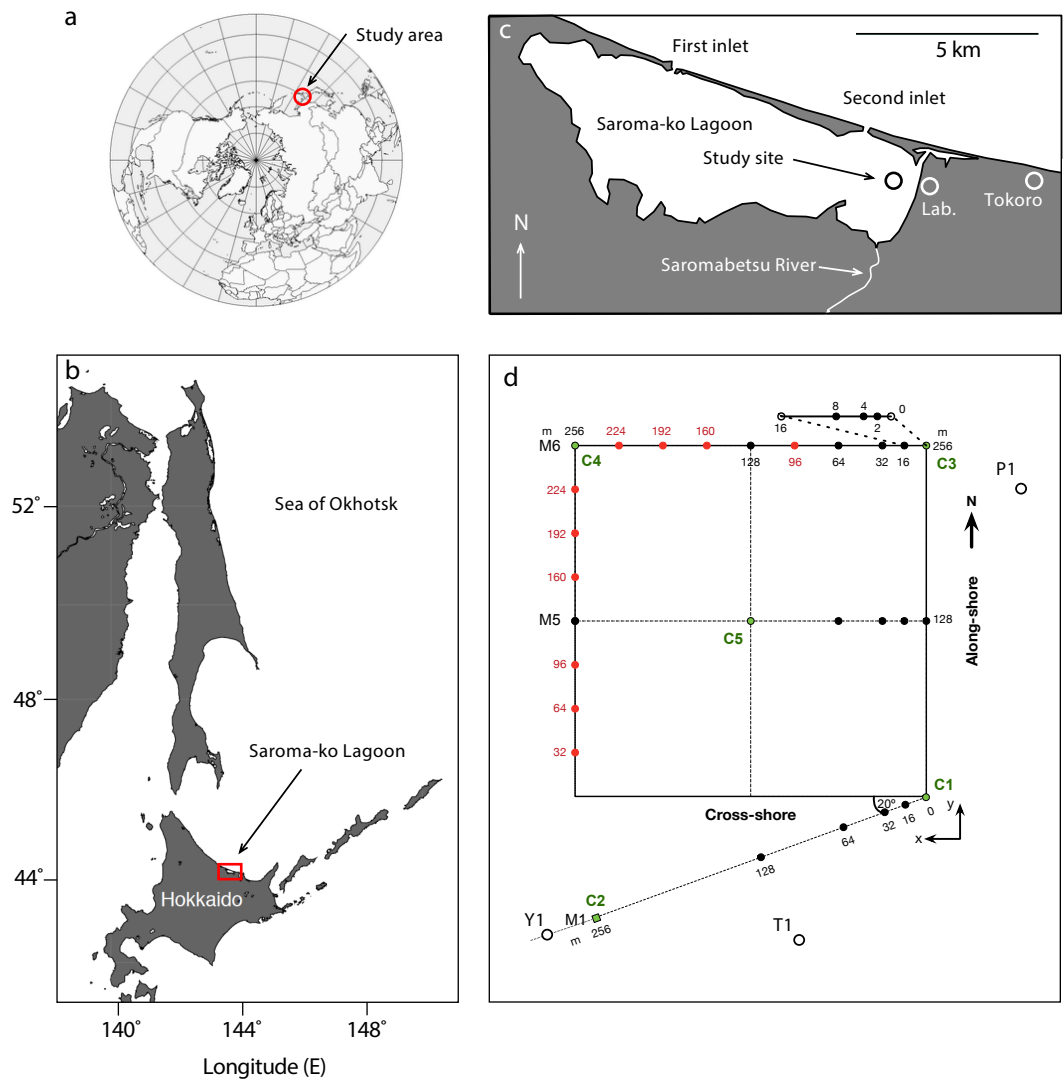 a
Study area
c
5 km
First inlet
Second inlet
Saroma-ko Lagoon
Study site
Lab.
Tokoro
N
Saromabetsu River
b
52°
Sea of Okhotsk
48°
Saroma-ko Lagoon
44°
Hokkaido
140°
144°
148°
Longitude (E)
d
8
4
0
16
2
m
256
224
192
160
m
M6
256
C4
128
96
64
32
16
C3
P1
224
N
192
160
Along-shore
M5
128
C5
96
64
32
C1
Cross-shore
20°
y
0
16
32
x
64
128
C2
Y1
M1
256
m
T1